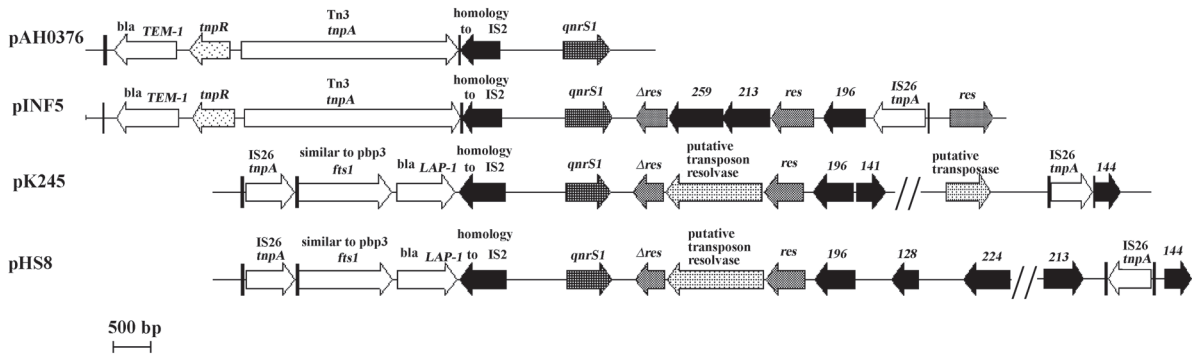 pAH0376
bla TEM-1
tnpR
Tn3
tnpA
homology
to IS2
qnrS1
pINF5
bla TEM-1
tnpR
Tn3
tnpA
homology
to IS2
qnrS1
Δres
259
213
res
196
IS26
tnpA
res
pK245
IS26
tnpA
similar to pbp3
fts1
bla LAP-1
homology
to IS2
qnrS1
Δres
putative
transposon
resolvase
res
196
141
putative
transposase
IS26
tnpA
144
pHS8
IS26
tnpA
similar to pbp3
fts1
bla LAP-1
homology
to IS2
qnrS1
Δres
putative
transposon
resolvase
res
196
128
224
213
IS26
tnpA
144
500 bp